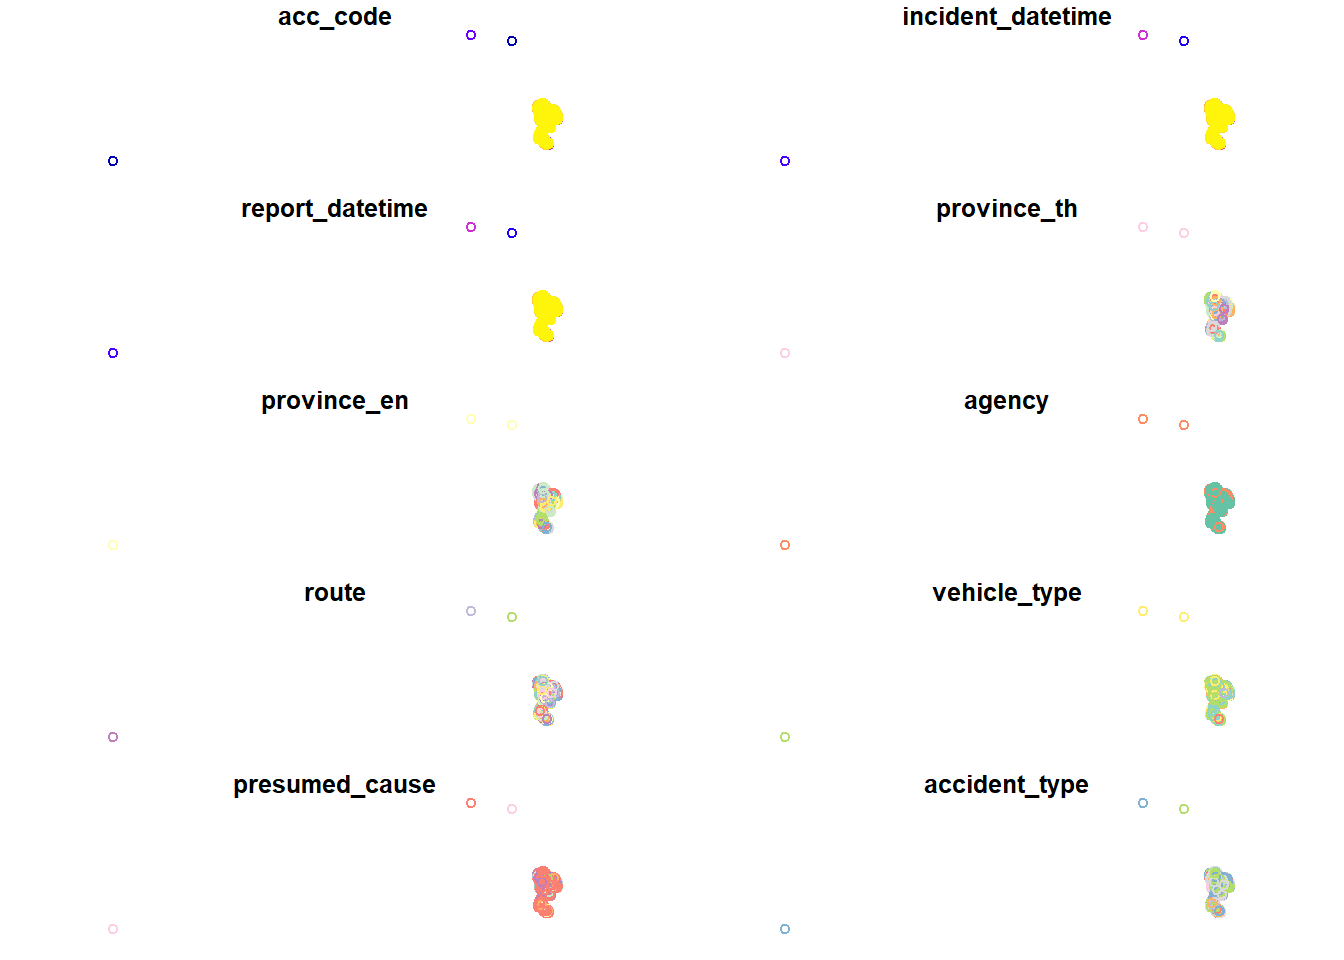 acc_code
incident_datetime
report_datetime
province_th
province_en
agency
route
vehicle_type
presumed_cause
accident_type